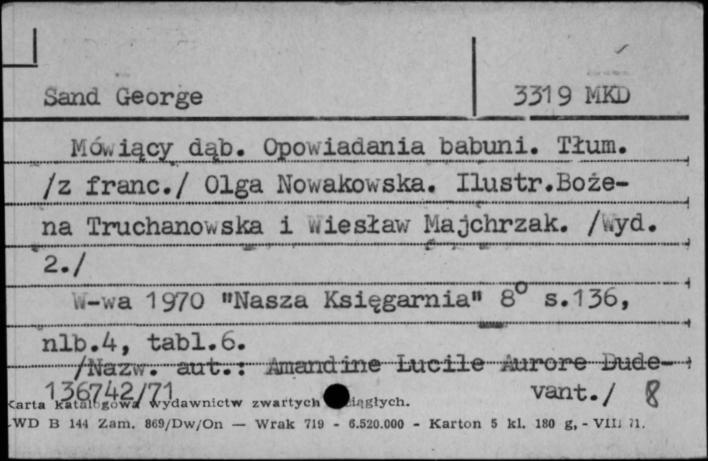 Sand George 3319 MKD
Mówiący dąb. Opowiadania babuni. Tłum.
/z franc./ Olga Nowakowska. Ilustr.Boże-
na Truchanowska i Wiesław Majchrzak. /Wyd.
2./
W-wa 1970 "Nasza Księgarnia" 8° s.136,
nlb.4, tabl.6.
/Nazw. aut.: Amandine Lucile Aurore Dude-
136742/71 vant./ 8
Karta katalogowa wydawnictw zwartych ciągłych.
WD B 144 Zam. 869/Dw/On — Wrak 719 - 6.520.000 - Karton 5 kl. 180 g, - VIII 71.